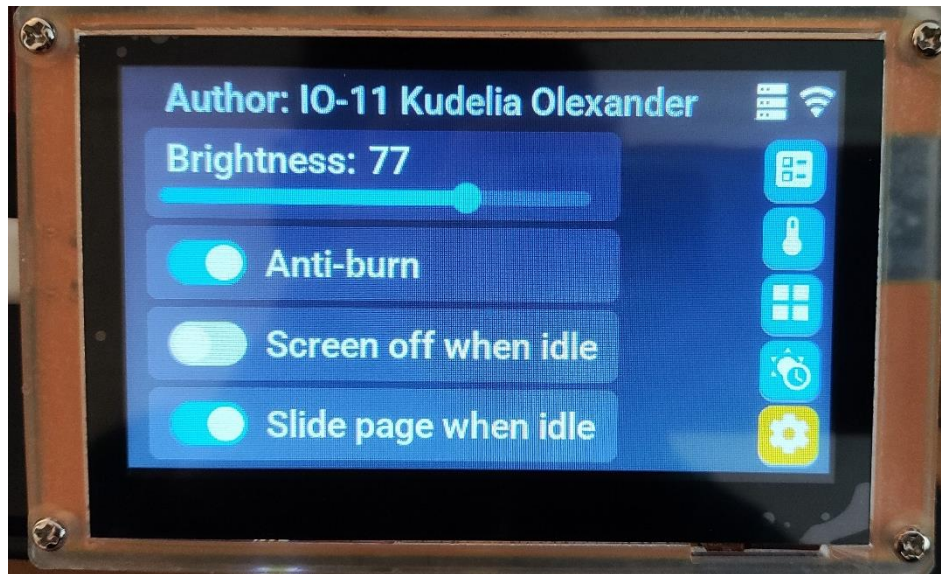 Author: IO-11 Kudelia Olexander
Brightness: 77
Anti-burn
Screen off when idle
Slide page when idle